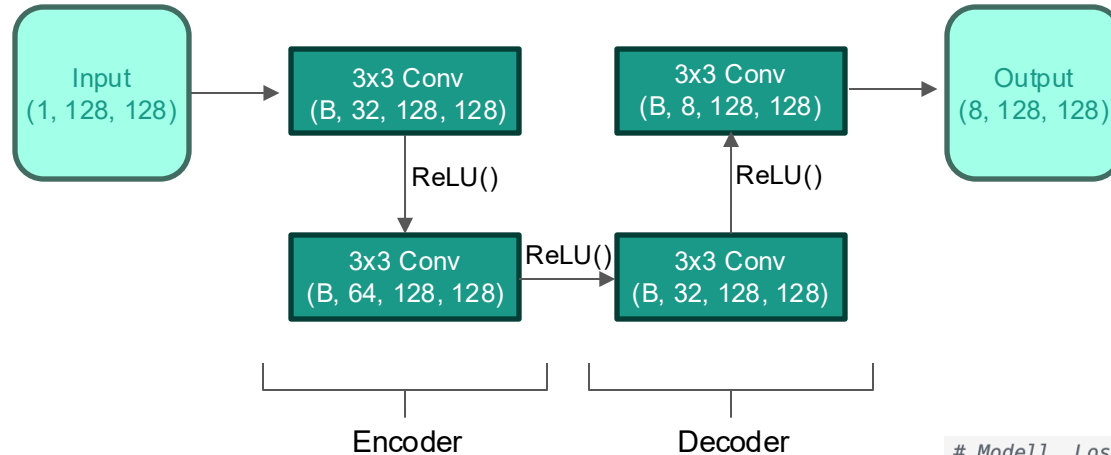 Input
(1, 128, 128)
3x3 Conv
(B, 32, 128, 128)
ReLU()
3x3 Conv
(B, 64, 128, 128)
ReLU()
3x3 Conv
(B, 32, 128, 128)
ReLU()
3x3 Conv
(B, 8, 128, 128)
Output
(8, 128, 128)
Encoder
Decoder
# Modell, Los